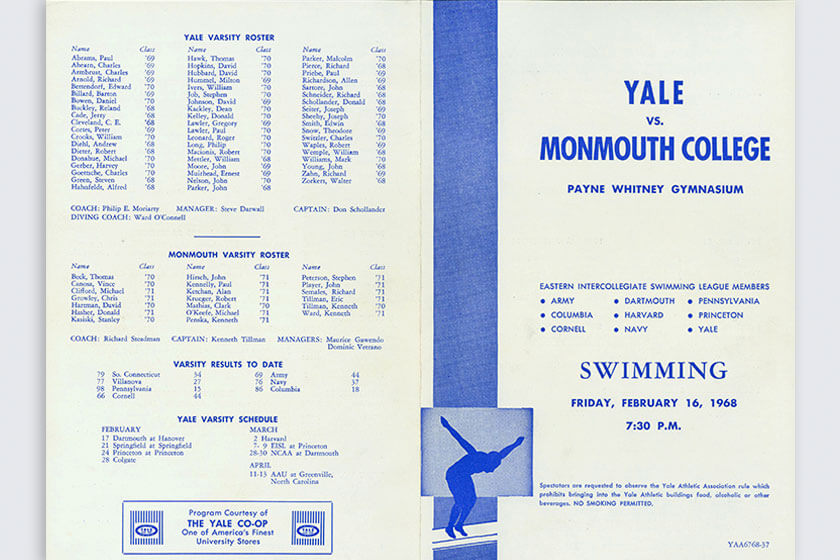 YALE VARSITY ROSTER
Name Class Name Class Name Class
Abrams, Paul '69 Hawk, Thomas '70 Parker, Malcolm '70
Ahearn, Charles '69 Hopkins, David '70 Pierce, Richard '68
Armbrust, Charles '69 Hubbard, David '70 Priebe, Paul '69
Arnold, Richard '69 Hummel, Milton '69 Richardson, Allen '69
Bettendorf, Edward '70 Ivers, William '70 Sartore, John '68
Billard, Barton '69 Job, Stephen '70 Schneider, Richard '68
Bowen, Daniel '70 Johnson, David '69 Schollander, Donald '68
Buckley, Reland '68 Kackley, Dean '70 Seiter, Joseph '69
Cade, Jerry '68 Kelley, Donald '70 Sheehy, Joseph '70
Cleveland, C. E. '68 Lawler, Gregory '69 Smith, Edwin '68
Cortes, Peter '69 Lawler, Paul '70 Snow, Theodore '69
Crooks, William '70 Leonard, Roger '70 Switzler, Charles '70
Diehl, Andrew '68 Long, Philip '70 Waples, Robert '69
Dieter, Robert '68 Macionis, Robert '70 Wemple, William '68
Donahue, Michael '70 Mettler, William '68 Williams, Mark '70
Gerber, Harvey '70 Moore, John '69 Young, John '68
Goettsche, Charles '70 Muirhead, Ernest '69 Zahn, Richard '69
Green, Steven '68 Nelson, John '70 Zorkers, Walter '68
Hahnfeldt, Alfred '68 Parker, John '68
COACH: Philip E. Moriarty MANAGER: Steve Darwall CAPTAIN: Don Schollander
DIVING COACH: Ward O'Connell
MONMOUTH VARSITY ROSTER
Name Class Name Class Name Class
Beck, Thomas '70 Hirsch, John '71 Peterson, Stephen '71
Canosa, Vince '70 Kennelly, Paul '71 Player, John '71
Clifford, Michael '71 Ketchan, Alan '71 Semales, Richard '71
Growley, Chris '71 Krueger, Robert '71 Tillman, Eric '71
Hartman, David '70 Mathias, Clark '70 Tillman, Kenneth '70
Hasher, Donald '71 O'Keefe, Michael '71 Ward, Kenneth '71
Kasiski, Stanley '70 Penska, Kenneth '71
COACH: Richard Steadman CAPTAIN: Kenneth Tillman MANAGERS: Maurice Gawendo
Dominic Vetrano
VARSITY RESULTS TO DATE
79 So. Connecticut 34 69 Army 44
77 Villanova 27 76 Navy 37
98 Pennsylvania 15 86 Columbia 18
66 Cornell 44
YALE VARSITY SCHEDULE
FEBRUARY MARCH
17 Dartmouth at Hanover 2 Harvard
21 Springfield at Springfield 7- 9 EISL at Princeton
24 Princeton at Princeton 28-30 NCAA at Dartmouth
28 Colgate
APRIL
11-13 AAU at Greenville,
North Carolina
Program Courtesy of
THE YALE CO-OP
One of America's Finest
University Stores
YALE
vs.
MONMOUTH COLLEGE
PAYNE WHITNEY GYMNASIUM
EASTERN INTERCOLLEGIATE SWIMMING LEAGUE MEMBERS
● ARMY ● DARTMOUTH ● PENNSYLVANIA
● COLUMBIA ● HARVARD ● PRINCETON
● CORNELL ● NAVY ● YALE
SWIMMING
FRIDAY, FEBRUARY 16, 1968
7:30 P.M.
Spectators are requested to observe the Yale Athletic Association rule which
prohibits bringing into the Yale Athletic buildings food, alcoholic or other
beverages. NO SMOKING PERMITTED.
YAA6768-37